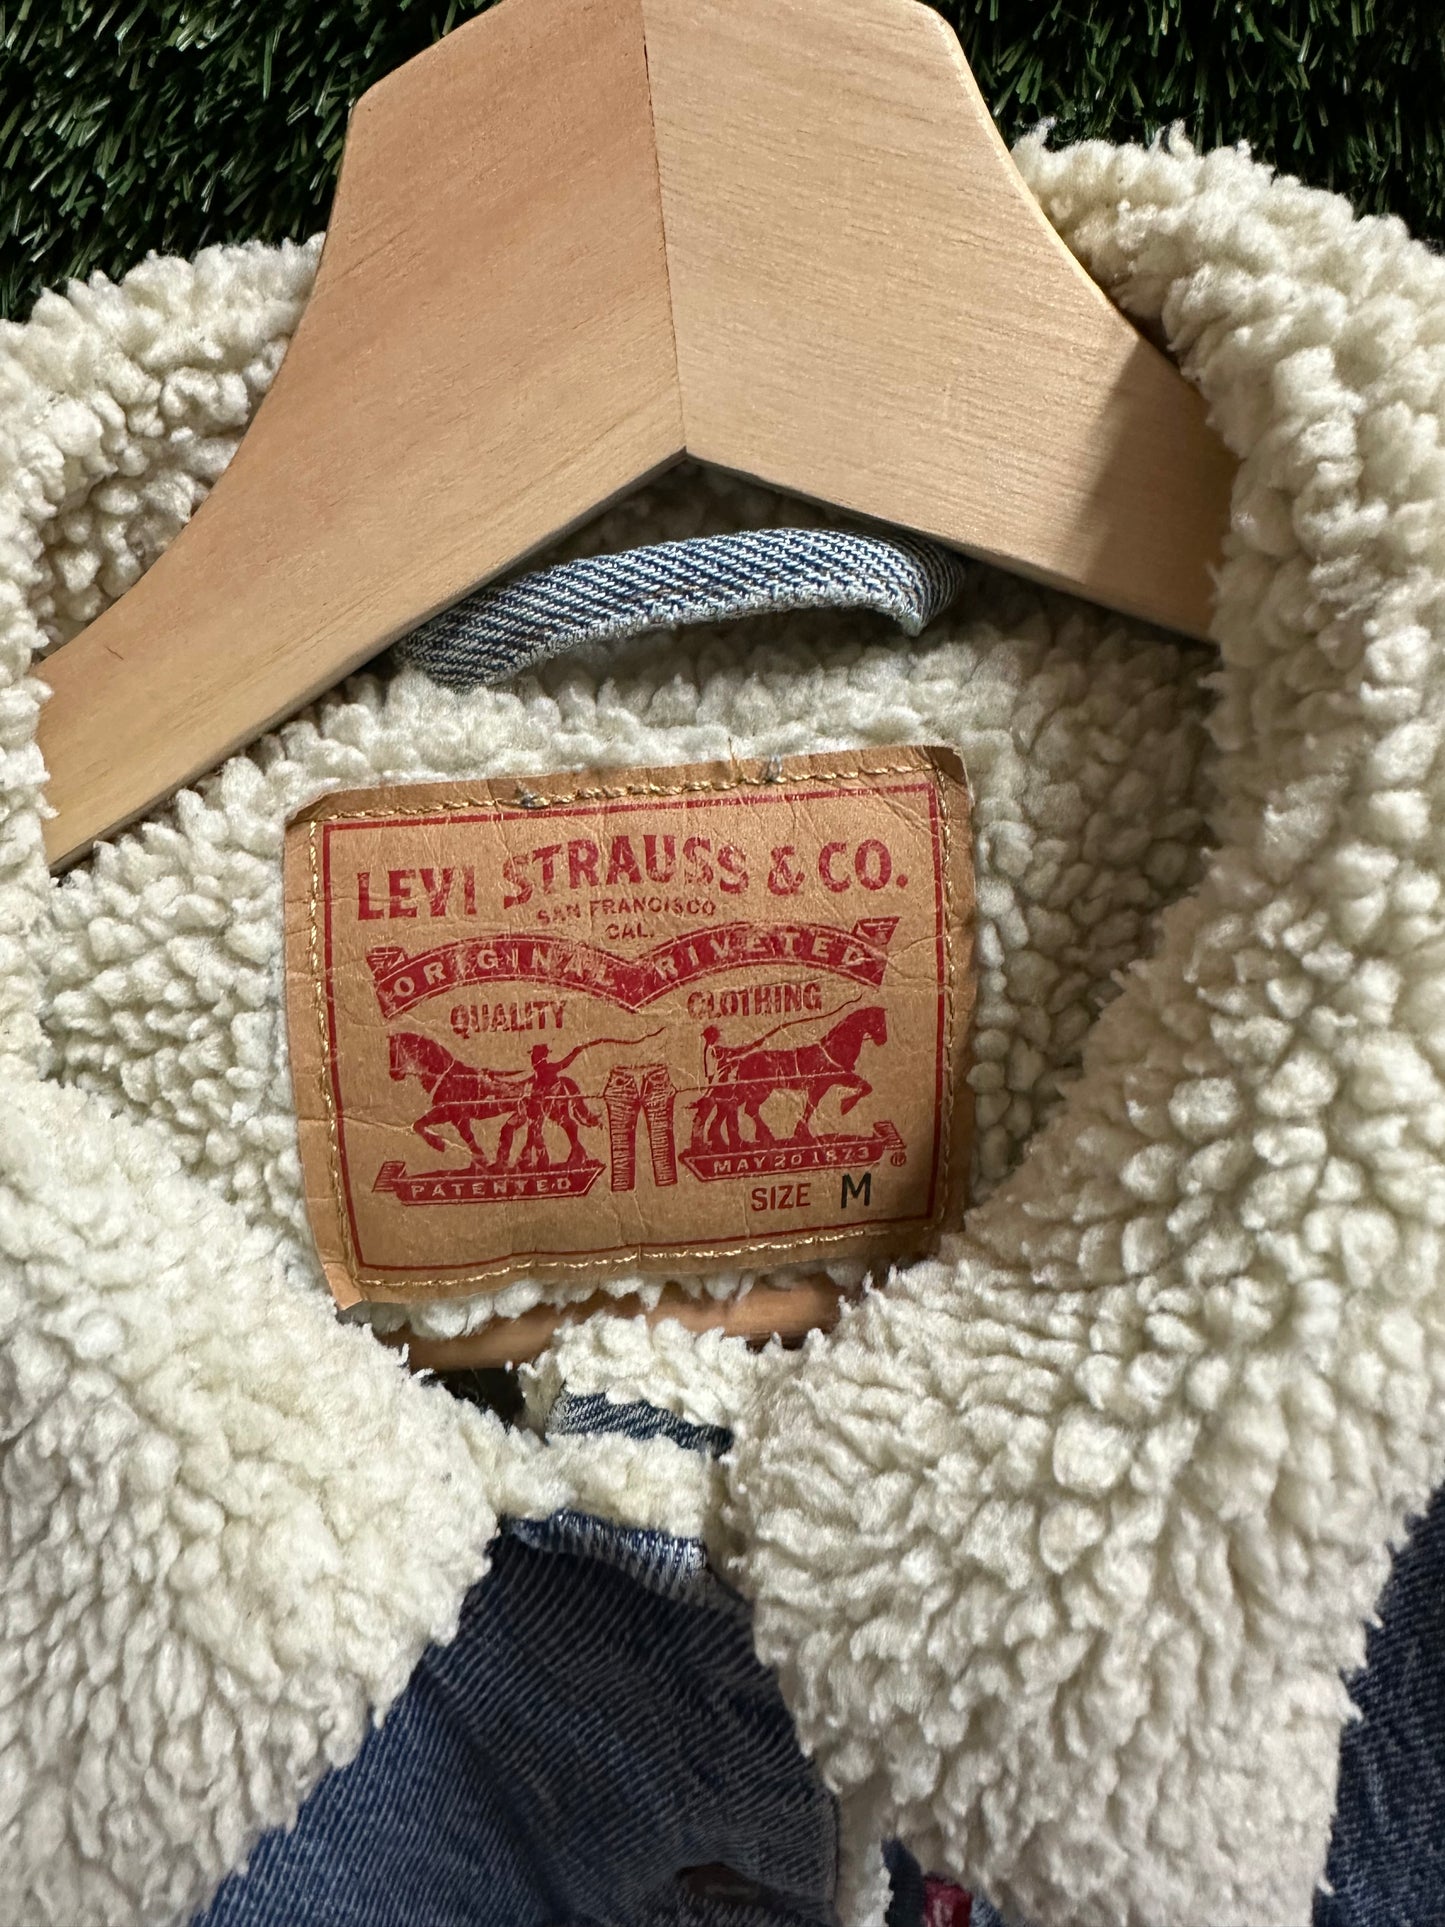 LEVI STRAUSS & CO.
SAN FRANCISCO
CAL.
ORIGINAL RIVETED
QUALITY CLOTHING
PATENTED
MAY 20 1873 ®
SIZE M